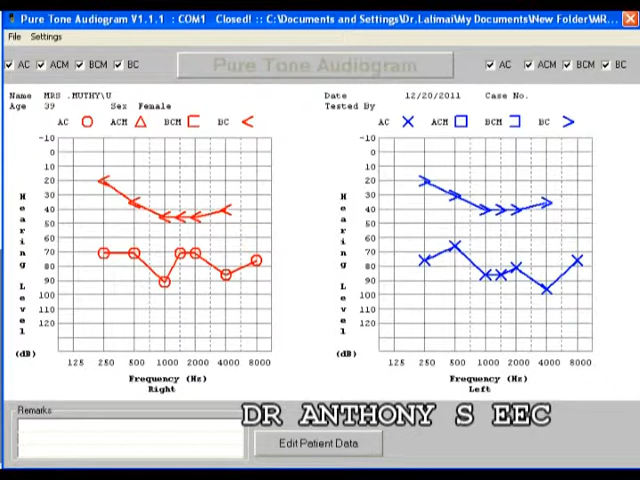 Pure Tone Audiogram V1.1.1 : COM1 Closed! :: C:\Documents and Settings\Dr.Lalimai\My Documents\New Folder\MR...
File Settings
AC ACM BCM BC Pure Tone Audiogram AC ACM BCM BC
Name MRS .MUTHY\U
Age 39 Sex Female
AC ACM BCM BC
-10
0
10
20
30
40
50
60
70
80
90
100
110
120
Hearing Level
(dB)
125 250 500 1000 2000 4000 8000
Frequency (Hz)
Right
Date 12/20/2011 Case No.
Tested By
AC ACM BCM BC
-10
0
10
20
30
40
50
60
70
80
90
100
110
120
Hearing Level
(dB)
125 250 500 1000 2000 4000 8000
Frequency (Hz)
Left
Remarks
DR ANTHONY S EEC
Edit Patient Data